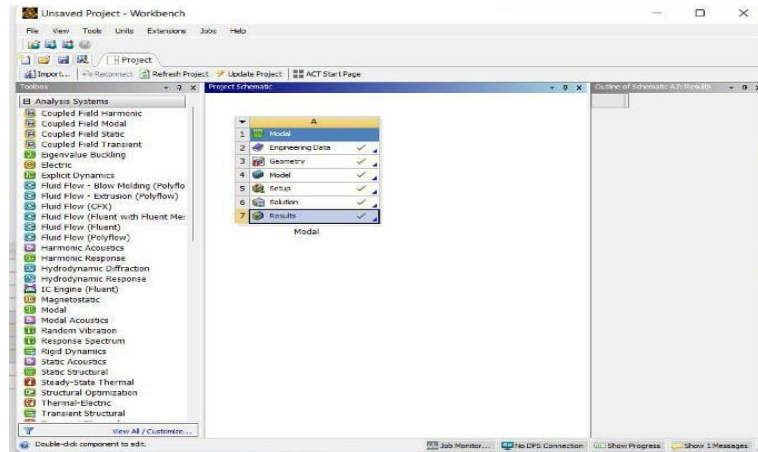 Unsaved Project - Workbench
File View Tools Units Extensions Jobs Help
Project
Import... Reconnect Refresh Project Update Project ACT Start Page
Toolbox
Project Schematic
Outline of Schematic A7: Results
Analysis Systems
Coupled Field Harmonic
Coupled Field Modal
Coupled Field Static
Coupled Field Transient
Eigenvalue Buckling
Electric
Explicit Dynamics
Fluid Flow - Blow Molding (Polyflo
Fluid Flow - Extrusion (Polyflow)
Fluid Flow (CFX)
Fluid Flow (Fluent with Fluent Me:
Fluid Flow (Fluent)
Fluid Flow (Polyflow)
Harmonic Acoustics
Harmonic Response
Hydrodynamic Diffraction
Hydrodynamic Response
IC Engine (Fluent)
Magnetostatic
Modal
Modal Acoustics
Random Vibration
Response Spectrum
Rigid Dynamics
Static Acoustics
Static Structural
Steady-State Thermal
Structural Optimization
Thermal-Electric
Transient Structural
View All / Customize...
A
1 Modal
2 Engineering Data
3 Geometry
4 Model
5 Setup
6 Solution
7 Results
Modal
Double-click component to edit.
Job Monitor... No DPS Connection Show Progress Show 1 Messages